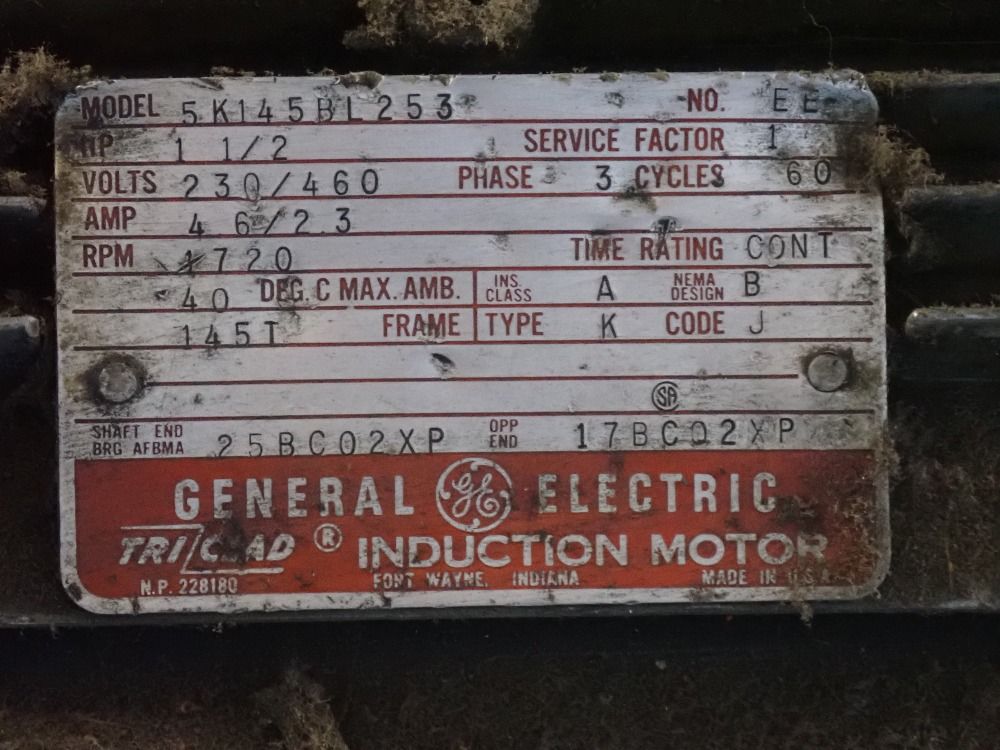 MODEL 5K145BL253 NO. EE
HP 1 1/2 SERVICE FACTOR 1
VOLTS 230/460 PHASE 3 CYCLES 60
AMP 4.6/2.3
RPM 1720 TIME RATING CONT
40 DEG. C MAX. AMB. INS. CLASS A NEMA DESIGN B
145T FRAME TYPE K CODE J
SA
SHAFT END BRG AFBMA 25BC02XP OPP END 17BC02XP
GENERAL GE ELECTRIC
TRI/CLAD ® INDUCTION MOTOR
N.P. 228180 FORT WAYNE, INDIANA MADE IN U.S.A.